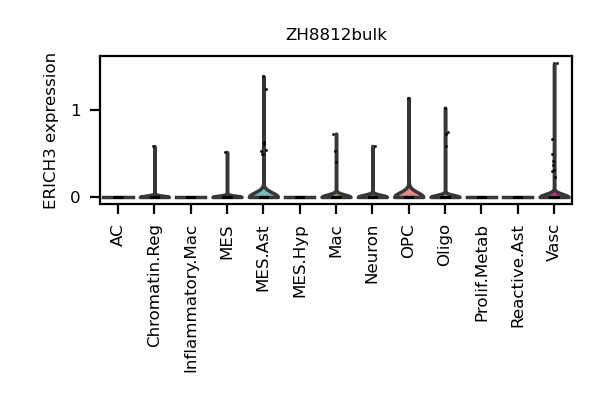 ZH8812bulk
ERICH3 expression
1
0
AC
Chromatin.Reg
Inflammatory.Mac
MES
MES.Ast
MES.Hyp
Mac
Neuron
OPC
Oligo
Prolif.Metab
Reactive.Ast
Vasc